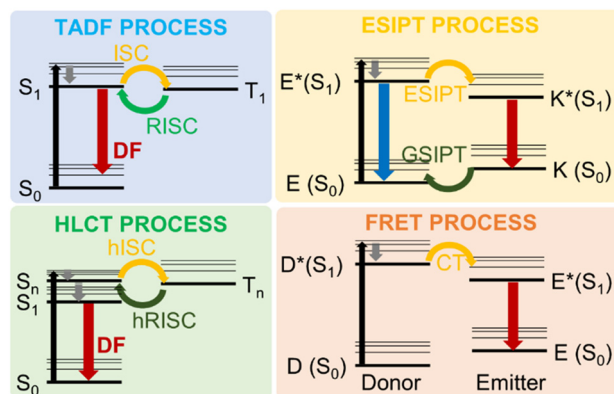 TADF PROCESS
ISC
S1
T1
RISC
DF
S0
ESIPT PROCESS
E*(S1)
ESIPT
K*(S1)
GSIPT
E (S0)
K (S0)
HLCT PROCESS
hISC
Sn
Tn
S1
hRISC
DF
S0
FRET PROCESS
D*(S1)
CT
E*(S1)
D (S0)
E (S0)
Donor
Emitter